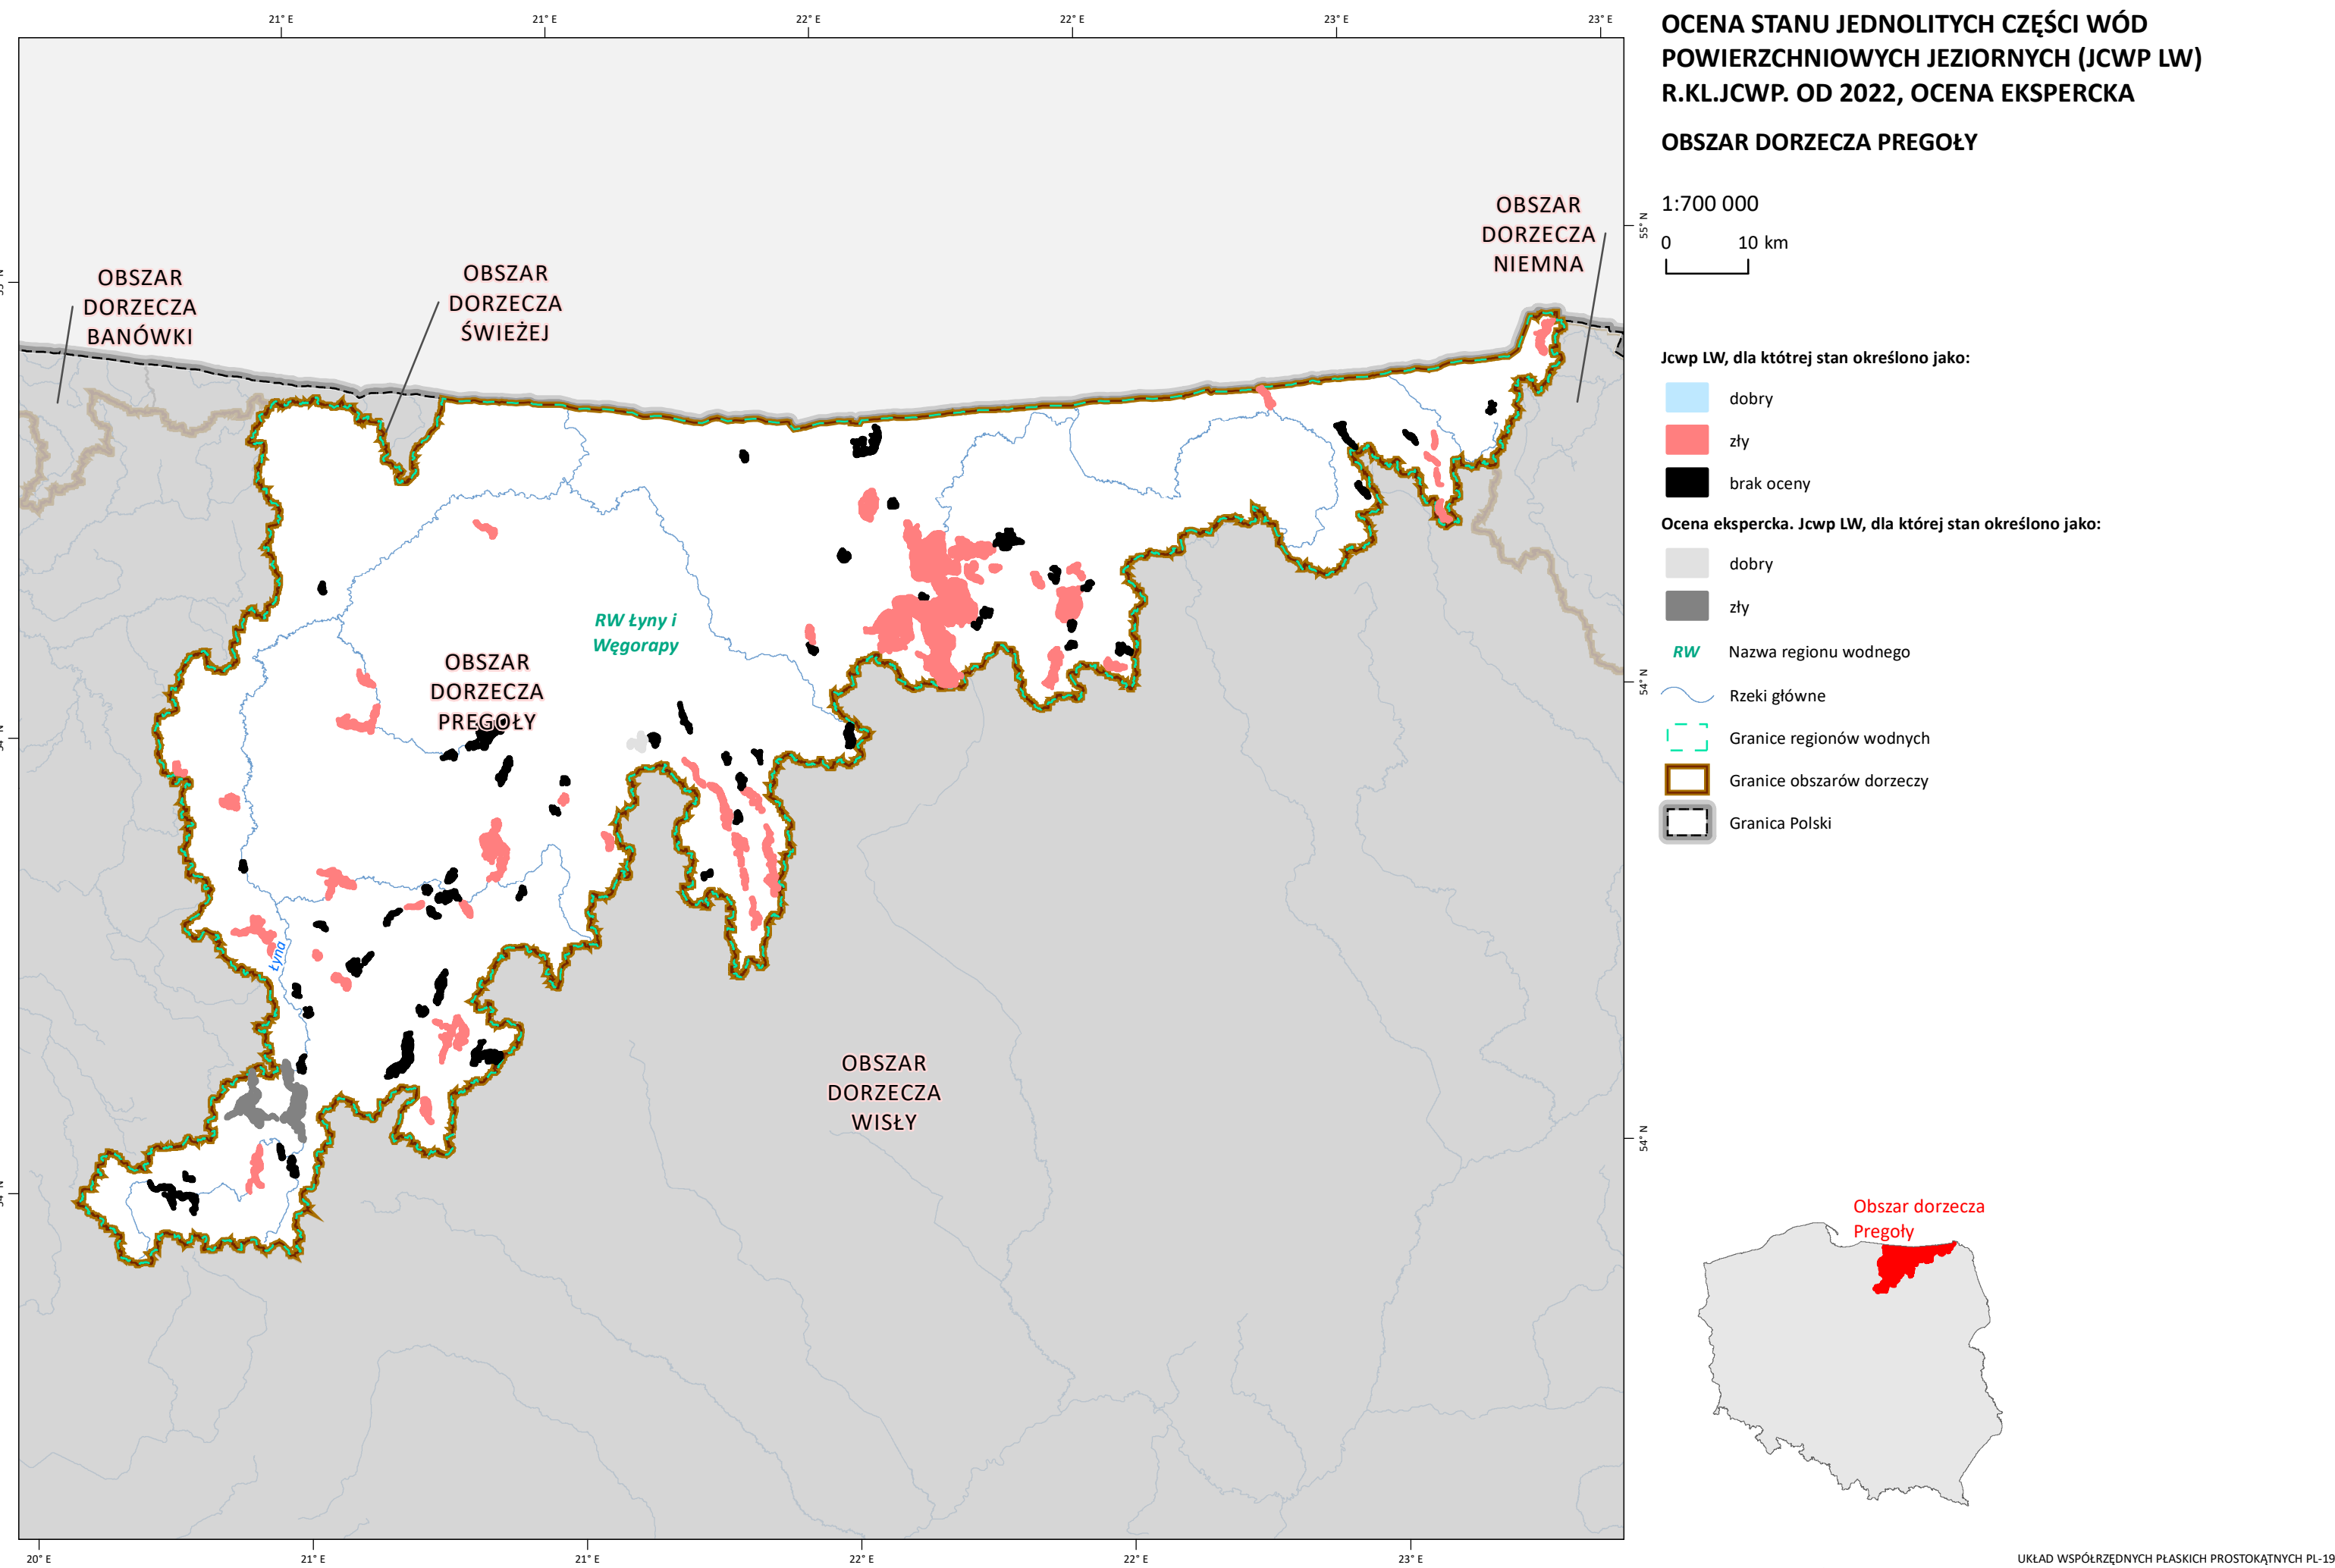 21° E
21° E
22° E
22° E
23° E
23° E
OCENA STANU JEDNOLITYCH CZĘŚCI WÓD
POWIERZCHNIOWYCH JEZIORNYCH (JCWP LW)
R.KL.JCWP. OD 2022, OCENA EKSPERCKA
OBSZAR DORZECZA PREGOŁY
1:700 000
0 10 km
OBSZAR
DORZECZA
BANÓWKI
OBSZAR
DORZECZA
ŚWIEŻEJ
OBSZAR
DORZECZA
NIEMNA
55° N
54° N
54° N
Jcwp LW, dla któtrej stan określono jako:
dobry
zły
brak oceny
Ocena ekspercka. Jcwp LW, dla której stan określono jako:
dobry
zły
RW Nazwa regionu wodnego
Rzeki główne
Granice regionów wodnych
Granice obszarów dorzeczy
Granica Polski
RW Łyny i
Węgorapy
OBSZAR
DORZECZA
PREGOŁY
Łyna
OBSZAR
DORZECZA
WISŁY
Obszar dorzecza
Pregoły
20° E
21° E
21° E
22° E
22° E
23° E
UKŁAD WSPÓŁRZĘDNYCH PŁASKICH PROSTOKĄTNYCH PL-19